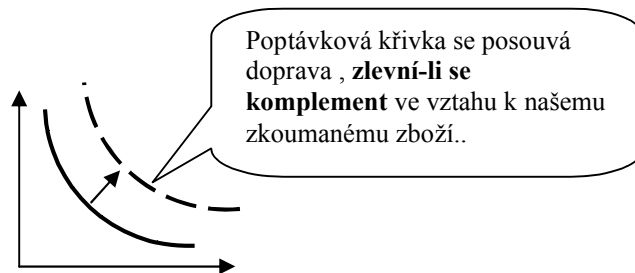 Poptávková křivka se posouvá
doprava , zlevní-li se
komplement ve vztahu k našemu
zkoumanému zboží..